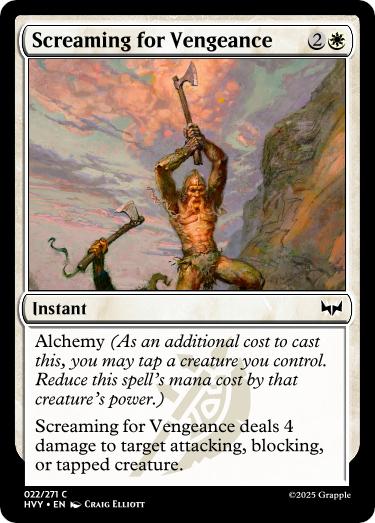 Screaming for Vengeance 2
Instant
Alchemy (As an additional cost to cast
this, you may tap a creature you control.
Reduce this spell's mana cost by that
creature's power.)
Screaming for Vengeance deals 4
damage to target attacking, blocking,
or tapped creature.
022/271 C
HVY • EN CRAIG ELLIOTT
©2025 Grapple